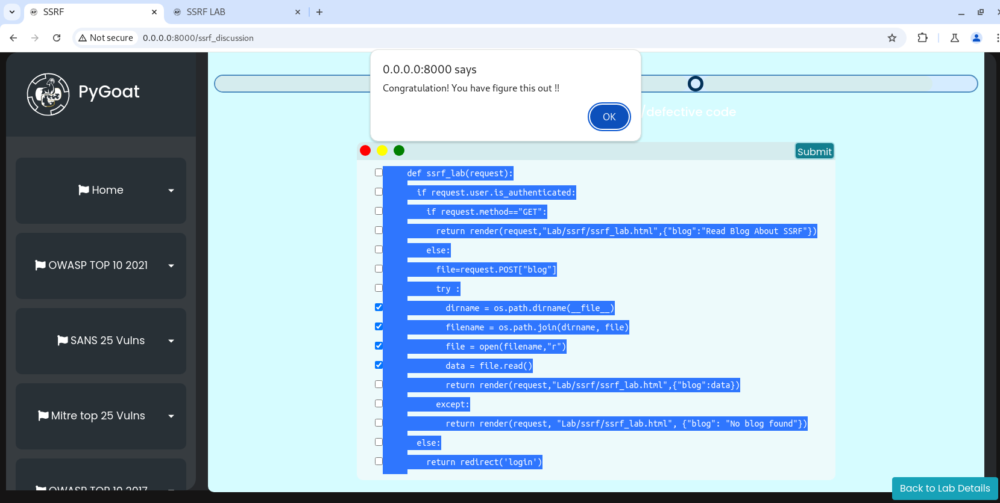 SSRF
SSRF LAB
Not secure
0.0.0.0:8000/ssrf_discussion
0.0.0.0:8000 says
Congratulation! You have figure this out !!
OK
PyGoat
/defective code
Home
OWASP TOP 10 2021
SANS 25 Vulns
Mitre top 25 Vulns
OWASP TOP 10 2017
Submit
def ssrf_lab(request):
if request.user.is_authenticated:
if request.method=="GET":
return render(request,"Lab/ssrf/ssrf_lab.html",{"blog":"Read Blog About SSRF"})
else:
file=request.POST["blog"]
try :
dirname = os.path.dirname(__file__)
filename = os.path.join(dirname, file)
file = open(filename,"r")
data = file.read()
return render(request,"Lab/ssrf/ssrf_lab.html",{"blog":data})
except:
return render(request, "Lab/ssrf/ssrf_lab.html", {"blog": "No blog found"})
else:
return redirect('login')
Back to Lab Details